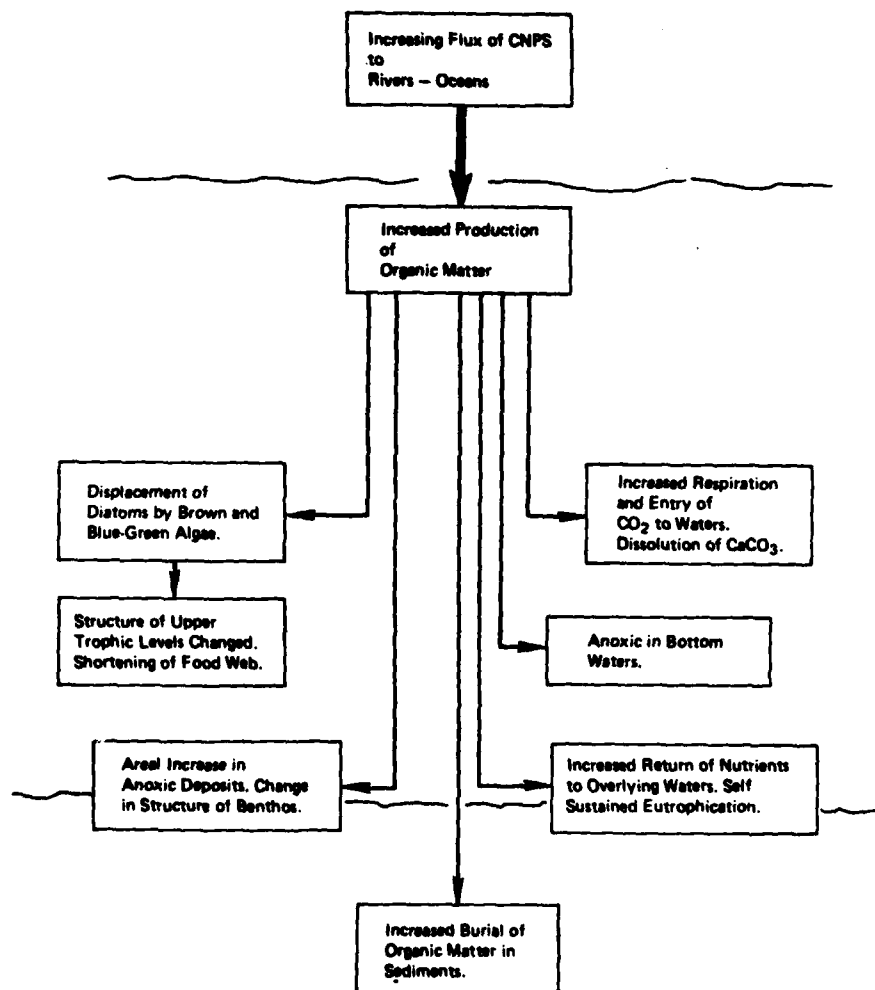 Increasing Flux of CNPS
to
Rivers — Oceans
Increased Production
of
Organic Matter
Displacement of
Diatoms by Brown and
Blue-Green Algae.
Structure of Upper
Trophic Levels Changed.
Shortening of Food Web.
Areal Increase in
Anoxic Deposits. Change
in Structure of Benthos.
Increased Respiration
and Entry of
CO₂ to Waters.
Dissolution of CaCO₃.
Anoxic in Bottom
Waters.
Increased Return of Nutrients
to Overlying Waters. Self
Sustained Eutrophication.
Increased Burial of
Organic Matter in
Sediments.